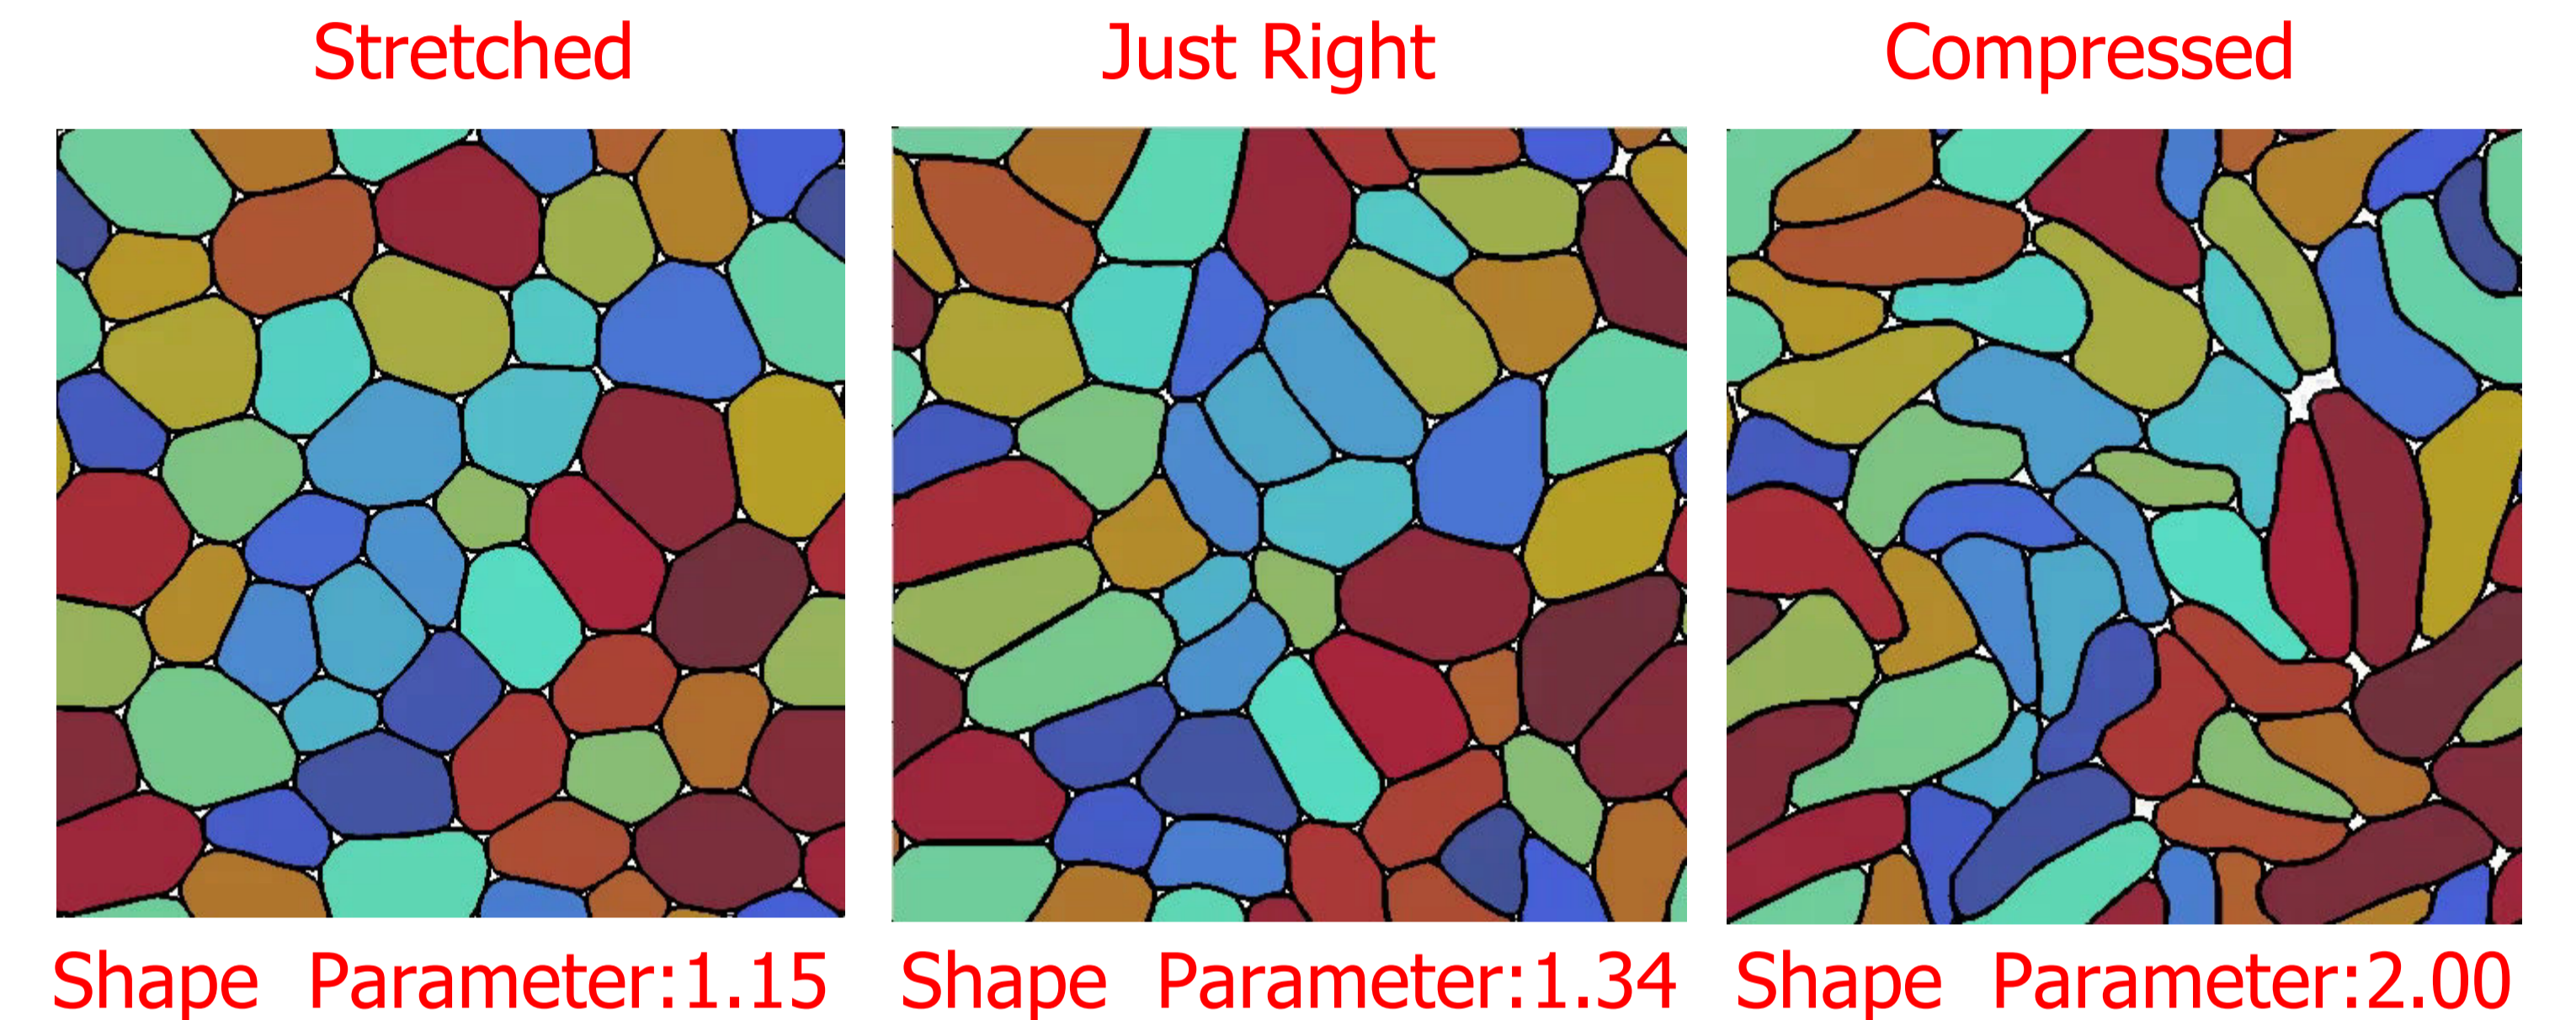 Stretched
Just Right
Compressed
Shape Parameter:1.15
Shape Parameter:1.34
Shape Parameter:2.00